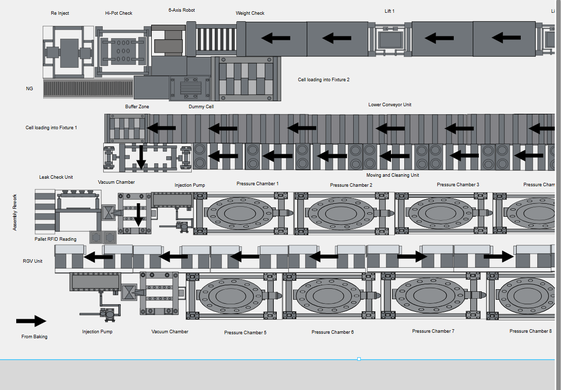 Re Inject
Hi-Pot Check
6-Axis Robot
Weight Check
Lift 1
NG
Cell loading into Fixture 2
Buffer Zone
Dummy Cell
Lower Conveyor Unit
Cell loading into Fixture 1
Moving and Cleaning Unit
Leak Check Unit
Vacuum Chamber
Injection Pump
Pressure Chamber 1
Pressure Chamber 2
Pressure Chamber 3
Assembly Rework
Pallet RFID Reading
RGV Unit
Injection Pump
Vacuum Chamber
Pressure Chamber 5
Pressure Chamber 6
Pressure Chamber 7
Pressure Chamber 8
From Baking